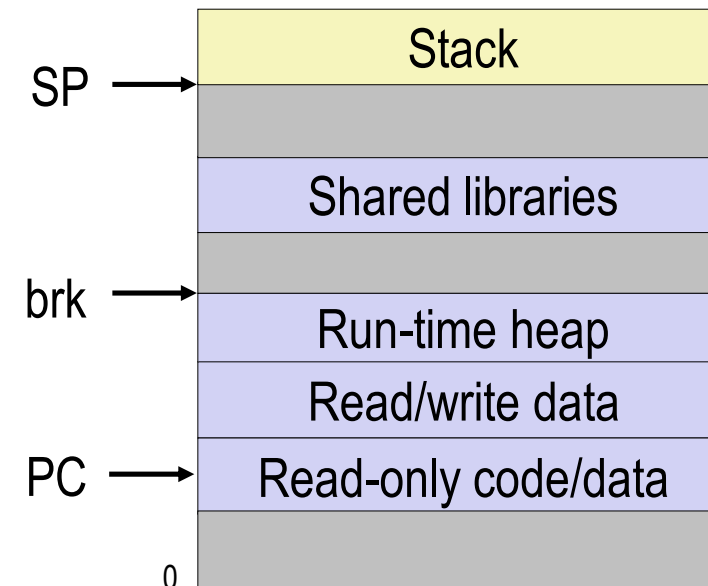 Stack
SP
Shared libraries
brk
Run-time heap
Read/write data
PC
Read-only code/data
0